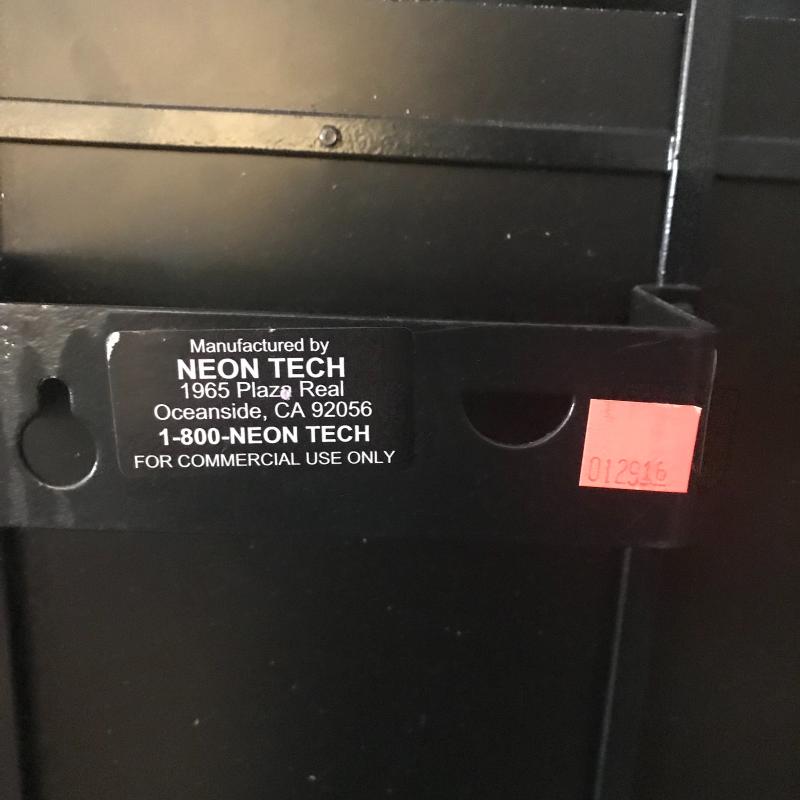 Manufactured by
NEON TECH
1965 Plaza Real
Oceanside, CA 92056
1-800-NEON TECH
FOR COMMERCIAL USE ONLY
012916